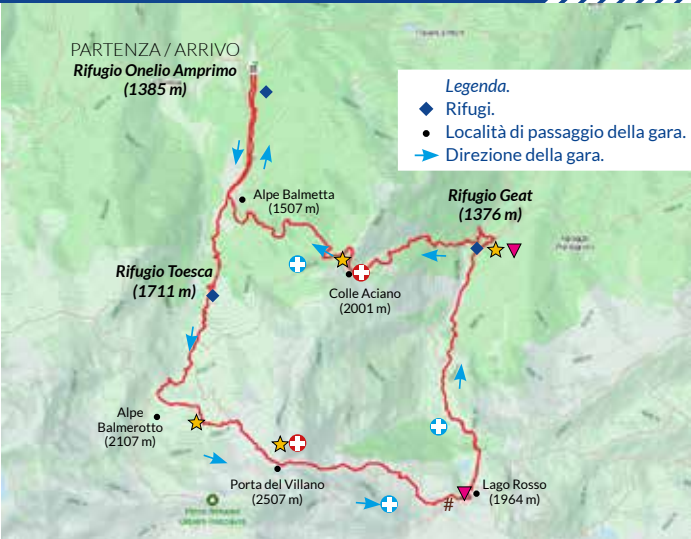 PARTENZA / ARRIVO
Rifugio Onelio Amprimo
(1385 m)
Legenda.
Rifugi.
Località di passaggio della gara.
Direzione della gara.
Alpe Balmetta
(1507 m)
Rifugio Geat
(1376 m)
Rifugio Toesca
(1711 m)
Colle Aciano
(2001 m)
Alpe
Balmerotto
(2107 m)
Porta del Villano
(2507 m)
Lago Rosso
(1964 m)
#